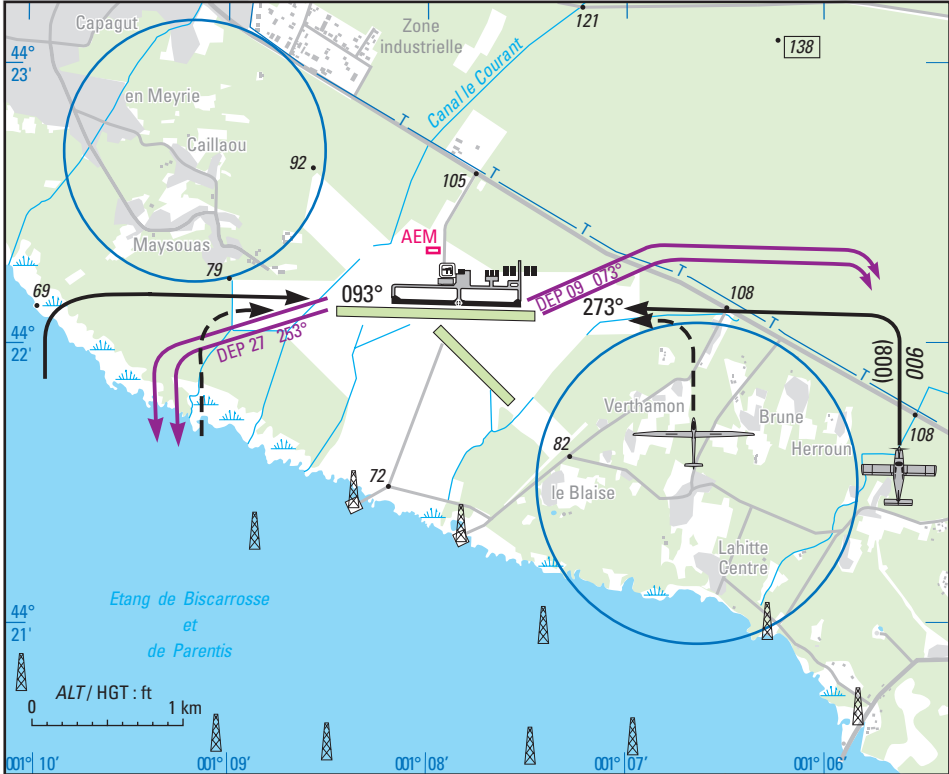 Capagut
Zone
industrielle
121
138
44°
23'
en Meyrie
Canal le Courant
T
Caillaou
92
105
T
AEM
Maysouas
79
T
T
69
093°
DEP 09 073°
273°
108
T
44°
22'
DEP 27 253°
900
(800)
Verthamon
Brune
108
82
Herroun
72
le Blaise
Lahitte
Centre
Etang de Biscarrosse
et
de Parentis
44°
21'
ALT / HGT : ft
0 1 km
001° 10' 001° 09' 001° 08' 001° 07' 001° 06'